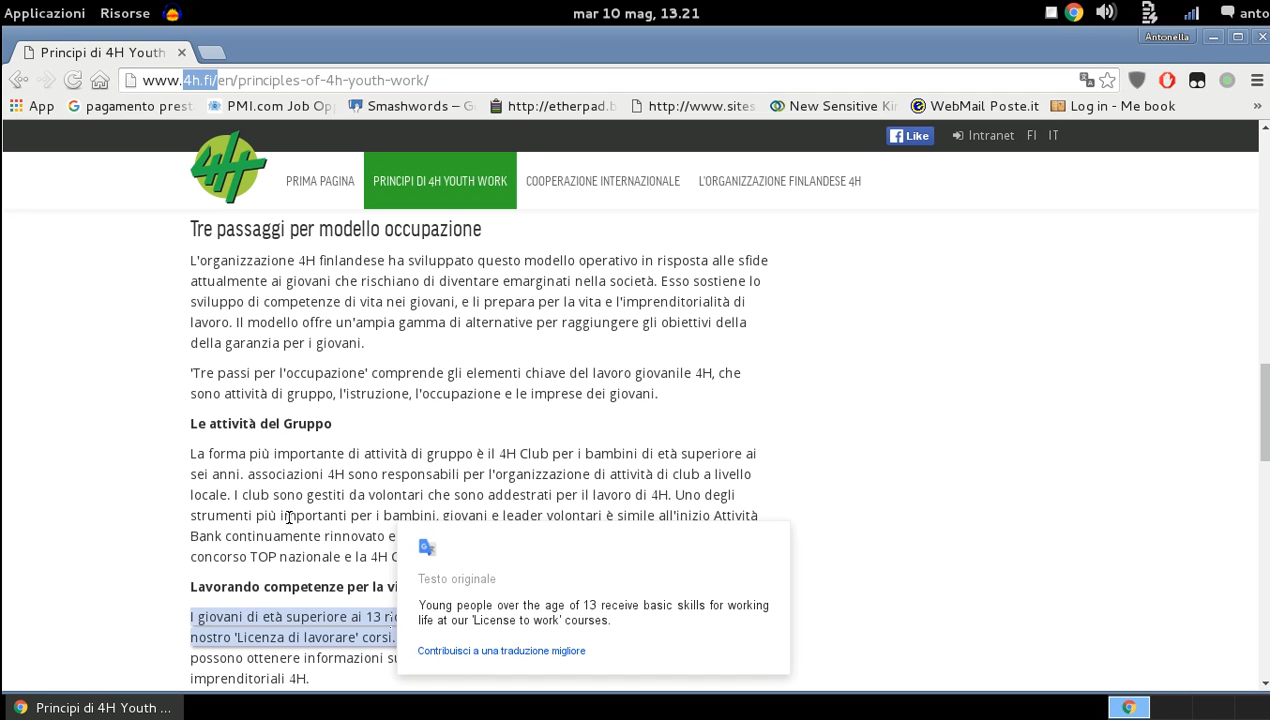 Applicazioni Risorse mar 10 mag, 13.21 anto
Antonella
Principi di 4H Youth
www.4h.fi/en/principles-of-4h-youth-work/
App pagamento prest PMI.com Job Op Smashwords – G http://etherpad.b http://www.sites New Sensitive Ki WebMail Poste.it Log in - Me book »
Like Intranet FI IT
4H
PRIMA PAGINA PRINCIPI DI 4H YOUTH WORK COOPERAZIONE INTERNAZIONALE L'ORGANIZZAZIONE FINLANDESE 4H
Tre passaggi per modello occupazione
L'organizzazione 4H finlandese ha sviluppato questo modello operativo in risposta alle sfide
attualmente ai giovani che rischiano di diventare emarginati nella società. Esso sostiene lo
sviluppo di competenze di vita nei giovani, e li prepara per la vita e l'imprenditorialità di
lavoro. Il modello offre un'ampia gamma di alternative per raggiungere gli obiettivi della
della garanzia per i giovani.
'Tre passi per l'occupazione' comprende gli elementi chiave del lavoro giovanile 4H, che
sono attività di gruppo, l'istruzione, l'occupazione e le imprese dei giovani.
Le attività del Gruppo
La forma più importante di attività di gruppo è il 4H Club per i bambini di età superiore ai
sei anni. associazioni 4H sono responsabili per l'organizzazione di attività di club a livello
locale. I club sono gestiti da volontari che sono addestrati per il lavoro di 4H. Uno degli
strumenti più importanti per i bambini, giovani e leader volontari è simile all'inizio Attività
Bank continuamente rinnovato e
concorso TOP nazionale e la 4H C
Lavorando competenze per la vi
I giovani di età superiore ai 13 ric
nostro 'Licenza di lavorare' corsi.
possono ottenere informazioni su
imprenditoriali 4H.
Testo originale
Young people over the age of 13 receive basic skills for working
life at our 'License to work' courses.
Contribuisci a una traduzione migliore
Principi di 4H Youth ...